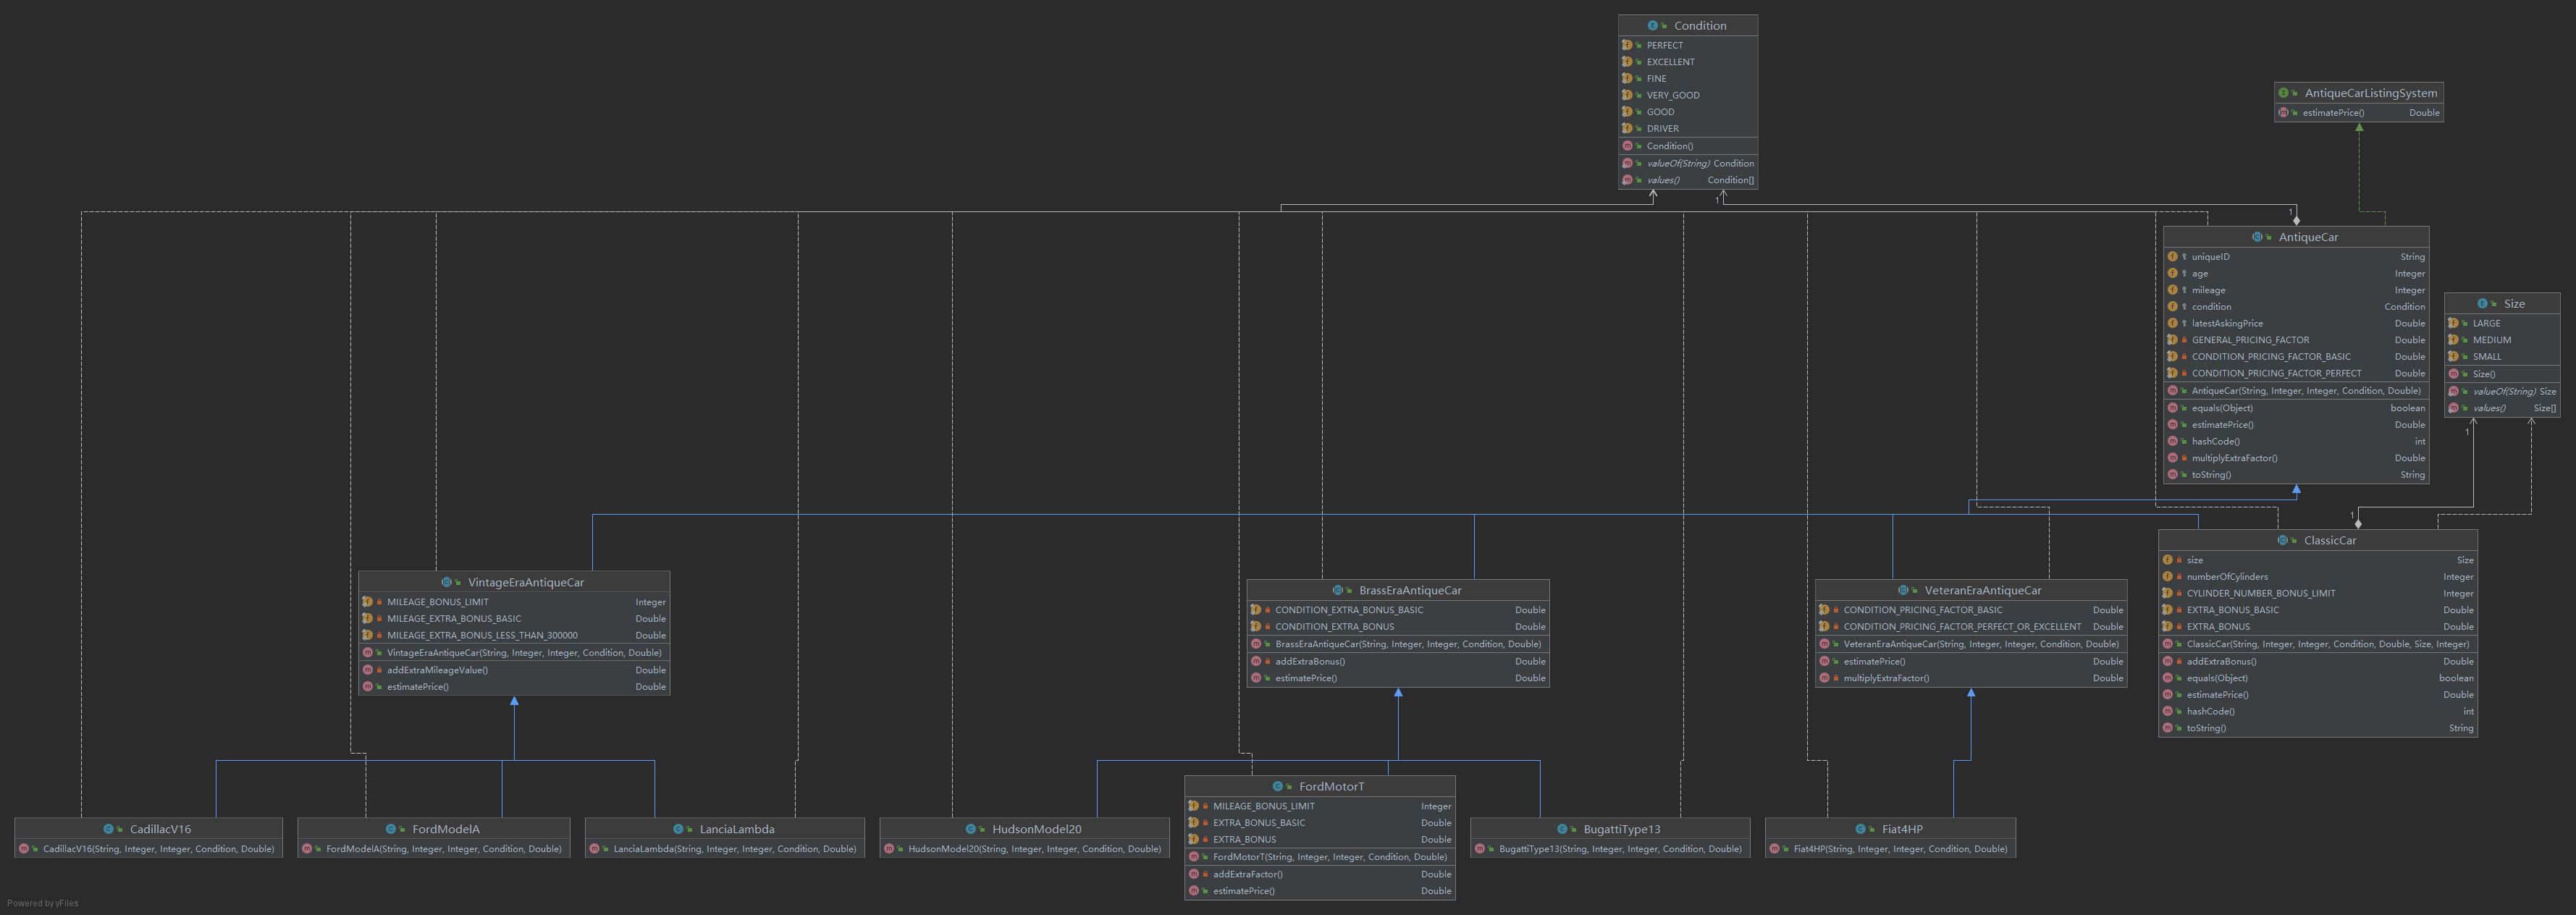 Condition
PERFECT
EXCELLENT
FINE
VERY_GOOD
GOOD
DRIVER
Condition()
valueOf(String) Condition
values() Condition[]
AntiqueCarListingSystem
estimatePrice() Double
1
1
AntiqueCar
uniqueID String
age Integer
mileage Integer
condition Condition
latestAskingPrice Double
GENERAL_PRICING_FACTOR Double
CONDITION_PRICING_FACTOR_BASIC Double
CONDITION_PRICING_FACTOR_PERFECT Double
AntiqueCar(String, Integer, Integer, Condition, Double)
equals(Object) boolean
estimatePrice() Double
hashCode() int
multiplyExtraFactor() Double
toString() String
Size
LARGE
MEDIUM
SMALL
Size()
valueOf(String) Size
values() Size[]
1
1
VintageEraAntiqueCar
MILEAGE_BONUS_LIMIT Integer
MILEAGE_EXTRA_BONUS_BASIC Double
MILEAGE_EXTRA_BONUS_LESS_THAN_300000 Double
VintageEraAntiqueCar(String, Integer, Integer, Condition, Double)
addExtraMileageValue() Double
estimatePrice() Double
BrassEraAntiqueCar
CONDITION_EXTRA_BONUS_BASIC Double
CONDITION_EXTRA_BONUS Double
BrassEraAntiqueCar(String, Integer, Integer, Condition, Double)
addExtraBonus() Double
estimatePrice() Double
VeteranEraAntiqueCar
CONDITION_PRICING_FACTOR_BASIC Double
CONDITION_PRICING_FACTOR_PERFECT_OR_EXCELLENT Double
VeteranEraAntiqueCar(String, Integer, Integer, Condition, Double)
estimatePrice() Double
multiplyExtraFactor() Double
ClassicCar
size Size
numberOfCylinders Integer
CYLINDER_NUMBER_BONUS_LIMIT Integer
EXTRA_BONUS_BASIC Double
EXTRA_BONUS Double
ClassicCar(String, Integer, Integer, Condition, Double, Size, Integer)
addExtraBonus() Double
equals(Object) boolean
estimatePrice() Double
hashCode() int
toString() String
CadillacV16
CadillacV16(String, Integer, Integer, Condition, Double)
FordModelA
FordModelA(String, Integer, Integer, Condition, Double)
LanciaLambda
LanciaLambda(String, Integer, Integer, Condition, Double)
HudsonModel20
HudsonModel20(String, Integer, Integer, Condition, Double)
FordMotorT
MILEAGE_BONUS_LIMIT Integer
EXTRA_BONUS_BASIC Double
EXTRA_BONUS Double
FordMotorT(String, Integer, Integer, Condition, Double)
addExtraFactor() Double
estimatePrice() Double
BugattiType13
BugattiType13(String, Integer, Integer, Condition, Double)
Fiat4HP
Fiat4HP(String, Integer, Integer, Condition, Double)
Powered by yFiles